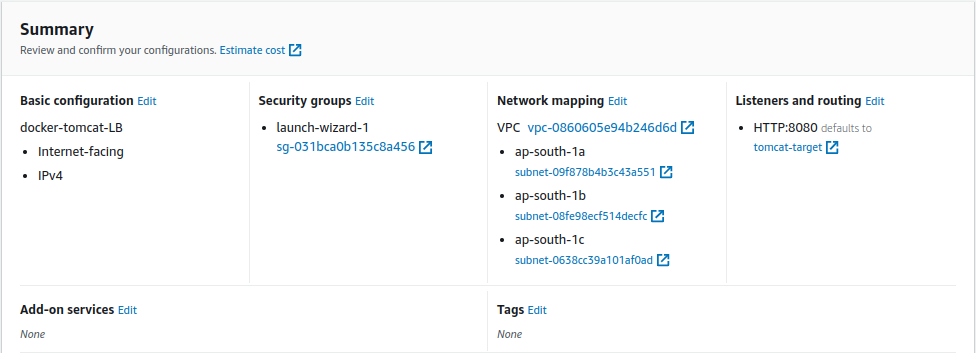 Summary
Review and confirm your configurations. Estimate cost
Basic configuration Edit
docker-tomcat-LB
• Internet-facing
• IPv4
Security groups Edit
• launch-wizard-1
sg-031bca0b135c8a456
Network mapping Edit
VPC vpc-0860605e94b246d6d
• ap-south-1a
subnet-09f878b4b3c43a551
• ap-south-1b
subnet-08fe98ecf514decfc
• ap-south-1c
subnet-0638cc39a101af0ad
Listeners and routing Edit
• HTTP:8080 defaults to
tomcat-target
Add-on services Edit
None
Tags Edit
None